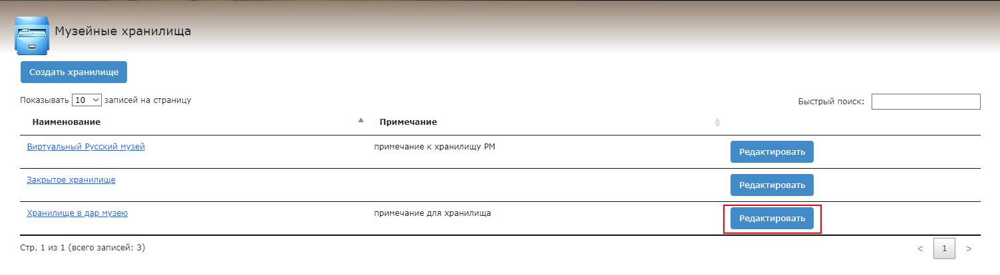 Музейные хранилища
Создать хранилище
Показывать 10 записей на страницу Быстрый поиск:
Наименование Примечание
Виртуальный Русский музей примечание к хранилищу РМ Редактировать
Закрытое хранилище Редактировать
Хранилище в дар музею примечание для хранилища Редактировать
Стр. 1 из 1 (всего записей: 3) < 1 >